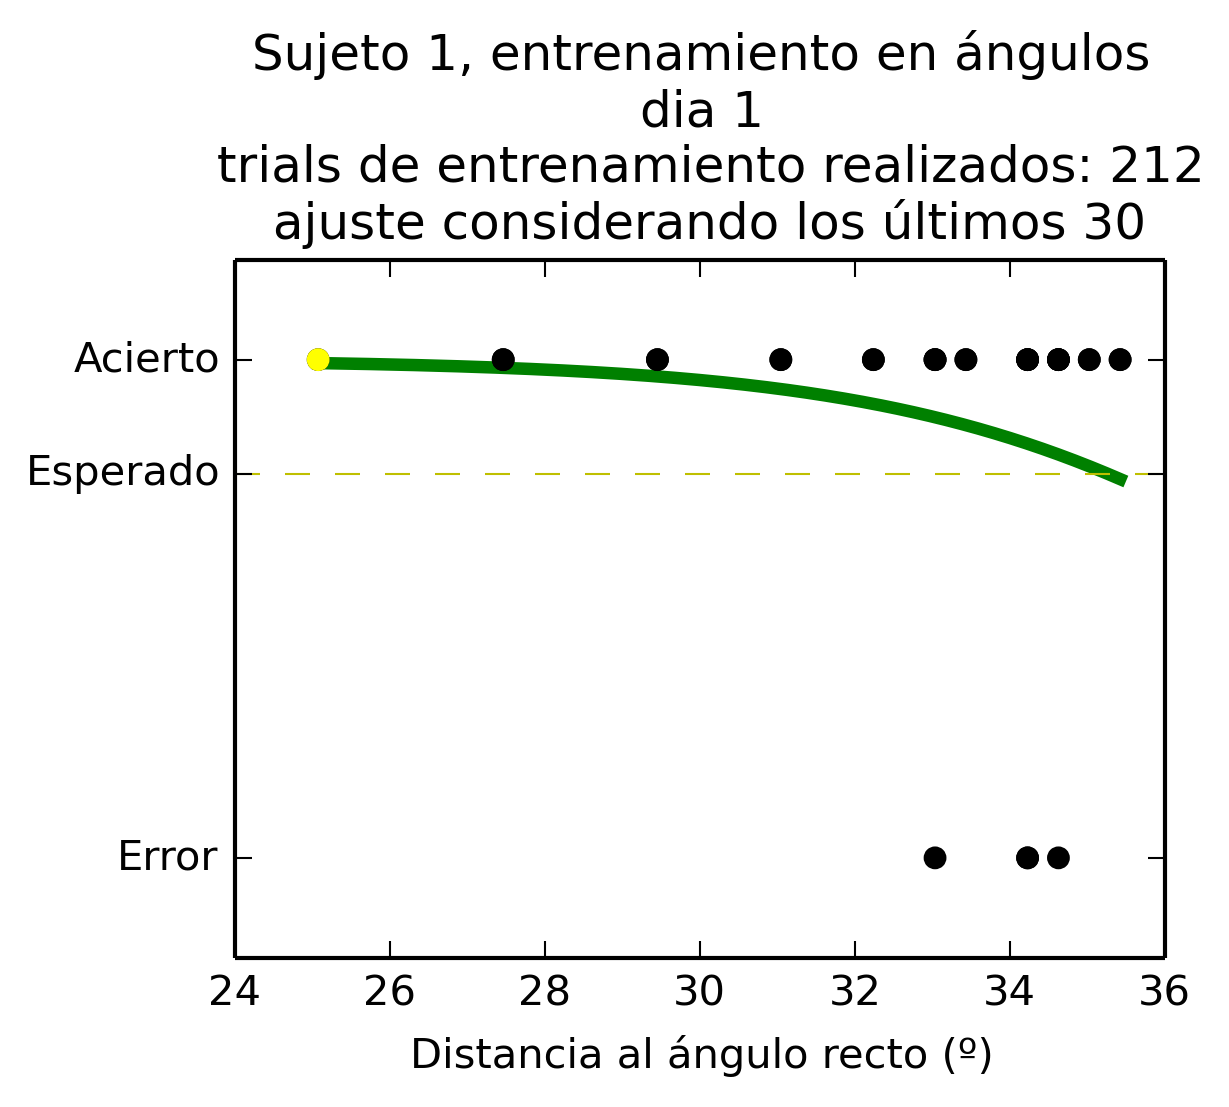 Sujeto 1, entrenamiento en ángulos
dia 1
trials de entrenamiento realizados: 212
ajuste considerando los últimos 30
Acierto
Esperado
Error
24 26 28 30 32 34 36
Distancia al ángulo recto (º)